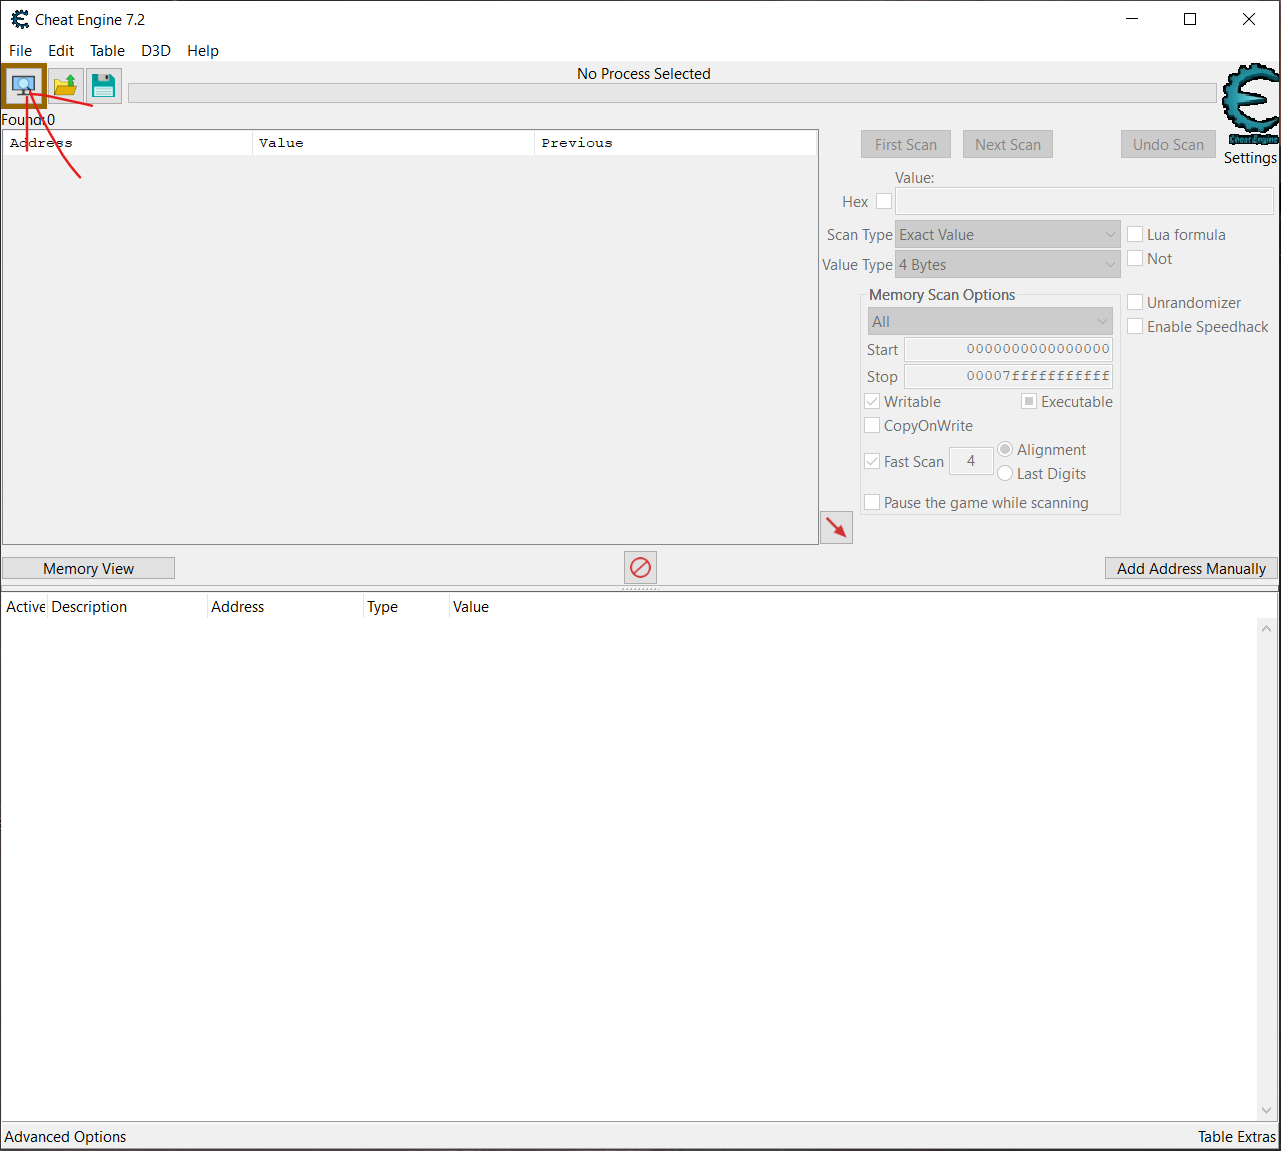 Cheat Engine 7.2
File Edit Table D3D Help
No Process Selected
Found:0
Cheat Engine
Settings
Address Value Previous
First Scan Next Scan Undo Scan
Value:
Hex
Scan Type Exact Value Lua formula
Value Type 4 Bytes Not
Memory Scan Options
All
Unrandomizer
Enable Speedhack
Start 0000000000000000
Stop 00007fffffffffff
Writable Executable
CopyOnWrite
Fast Scan 4 Alignment
Last Digits
Pause the game while scanning
Memory View Add Address Manually
Active Description Address Type Value
Advanced Options Table Extras